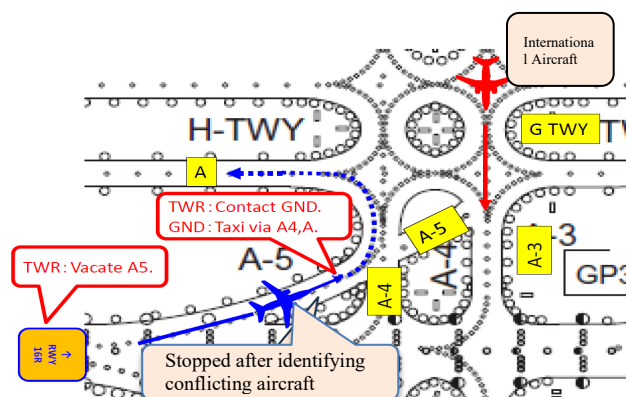 Internationa
l Aircraft
H-TWY
G TWY
TW
A
TWR : Contact GND.
GND : Taxi via A4,A.
A-5
A-5
A-4
A-4
A-3
-3
GP3
TWR : Vacate A5.
RWY
16R
↑
Stopped after identifying
conflicting aircraft